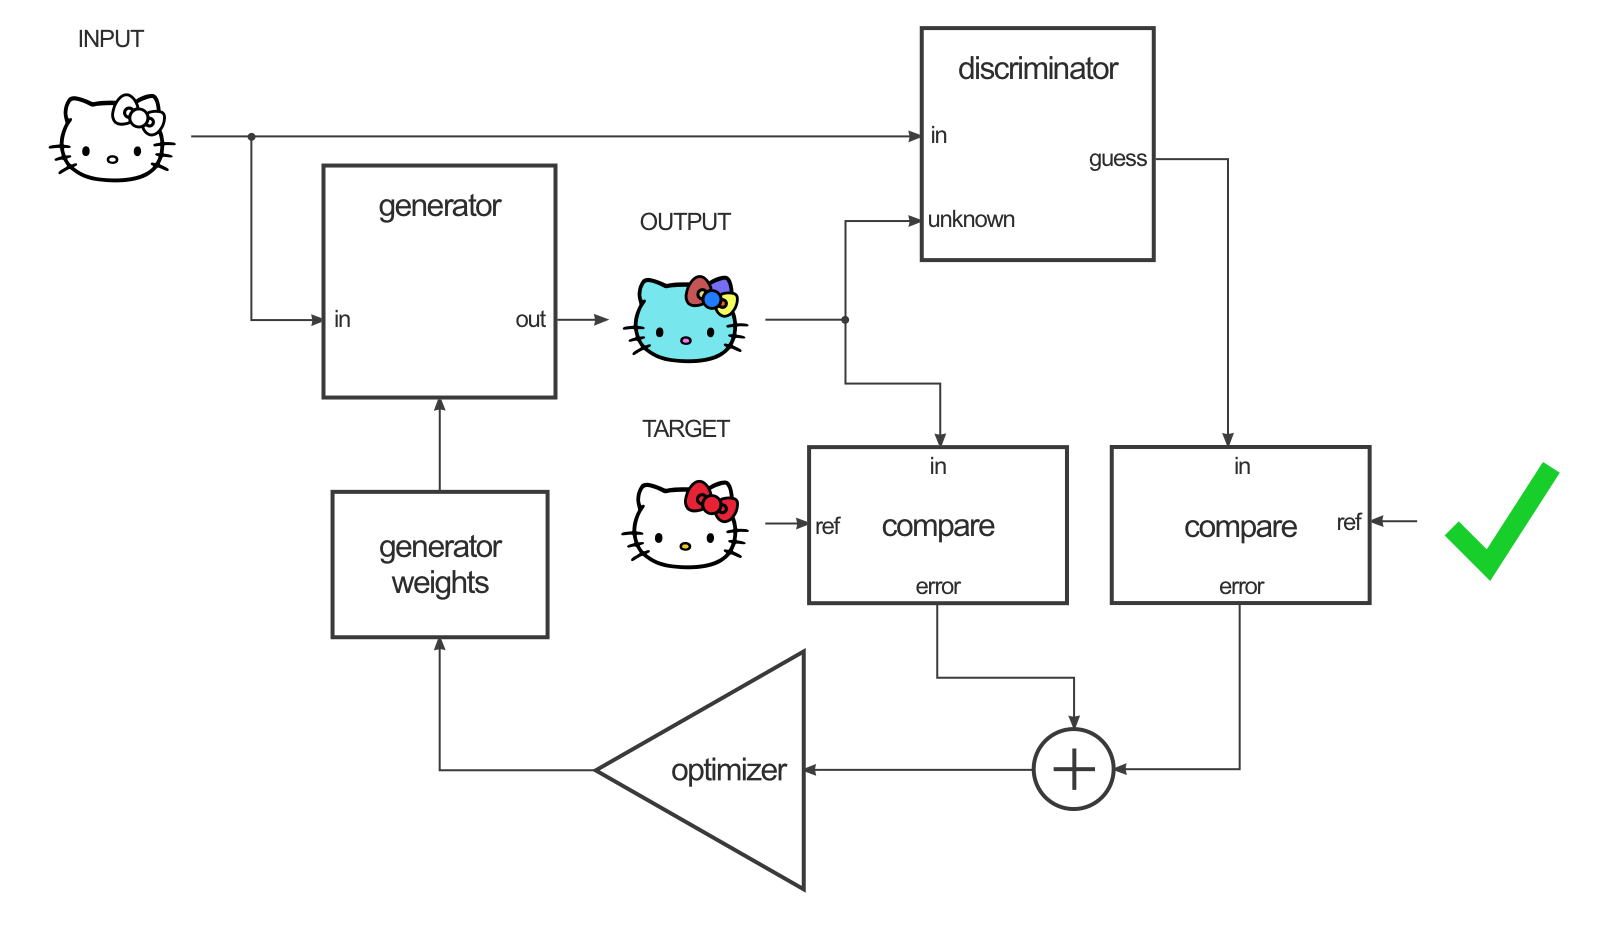 INPUT
discriminator
in
guess
generator
OUTPUT
unknown
in
out
TARGET
in
in
ref
compare
compare
ref
generator
weights
error
error
optimizer
+